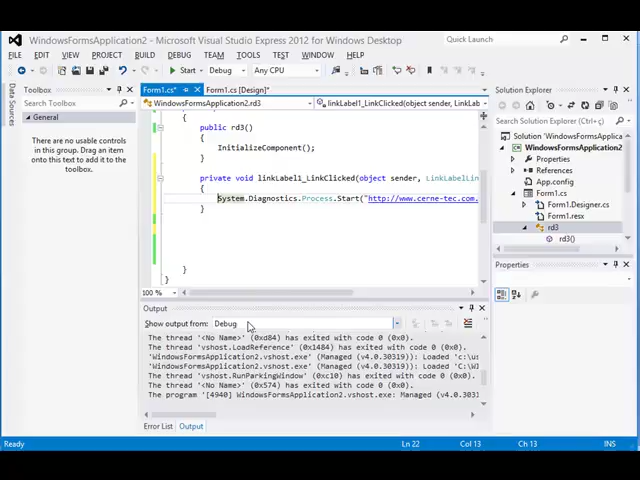 WindowsFormsApplication2 - Microsoft Visual Studio Express 2012 for Windows Desktop
Quick Launch
FILE EDIT VIEW PROJECT BUILD DEBUG TEAM TOOLS TEST WINDOW HELP
Start Debug Any CPU
Data Sources
Toolbox
Search Toolbox
General
There are no usable
controls in this group. Drag an item
onto this text to add it to the
toolbox.
Form1.cs* Form1.cs [Design]*
WindowsFormsApplication2.rd3 linkLabel1_LinkClicked(object sender, LinkLab
{
public rd3()
{
InitializeComponent();
}
private void linkLabel1_LinkClicked(object sender, LinkLabelLin
{
System.Diagnostics.Process.Start("http://www.cerne-tec.com.
}
}
}
100 %
Output
Show output from: Debug
The thread '<No Name>' (0xd84) has exited with code 0 (0x0).
The thread 'vshost.LoadReference' (0x1484) has exited with code 0 (0x0).
'WindowsFormsApplication2.vshost.exe' (Managed (v4.0.30319)): Loaded 'c:\u
'WindowsFormsApplication2.vshost.exe' (Managed (v4.0.30319)): Loaded 'C:\W
The thread 'vshost.RunParkingWindow' (0xc10) has exited with code 0 (0x0).
The thread '<No Name>' (0x574) has exited with code 0 (0x0).
The program '[4940] WindowsFormsApplication2.vshost.exe: Managed (v4.0.3031
Error List Output
Solution Explorer
Search Solution Explorer
Solution 'WindowsFormsApplica
WindowsFormsApplication2
Properties
References
App.config
Form1.cs
Form1.Designer.cs
Form1.resx
rd3
rd3()
Properties
Ready Ln 22 Col 13 Ch 13 INS